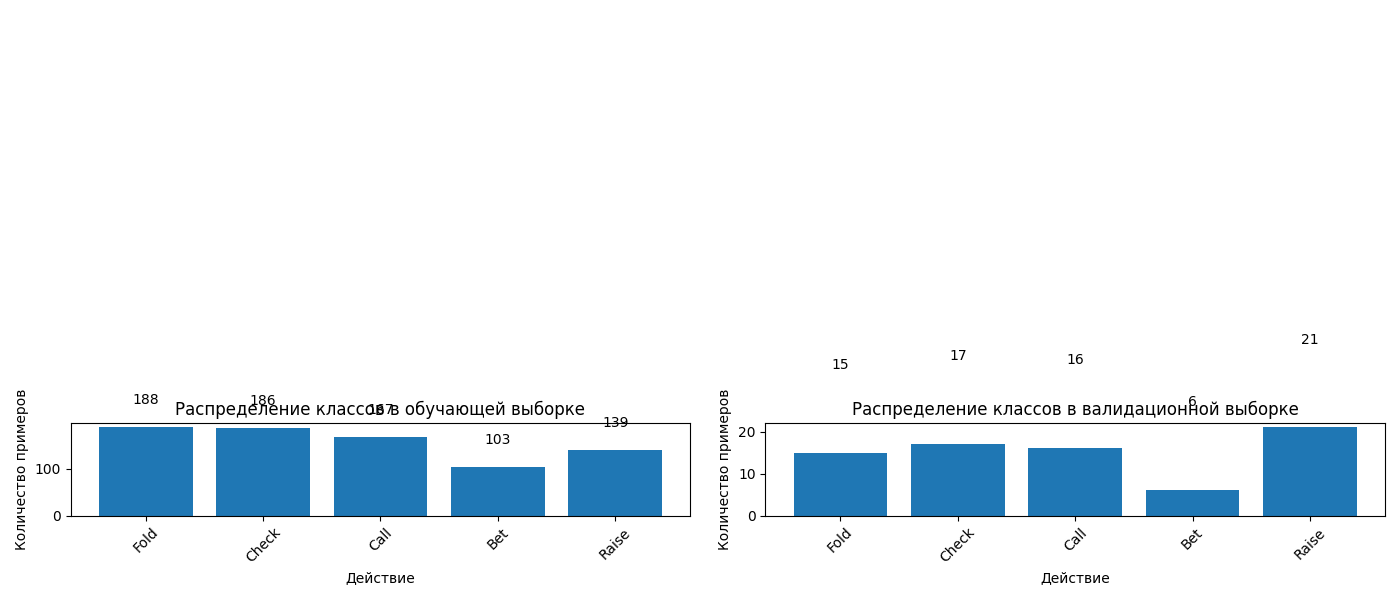 188
186
167
103
139
Распределение классов в обучающей выборке
Количество примеров
100
0
Fold
Check
Call
Bet
Raise
Действие
15
17
16
6
21
Распределение классов в валидационной выборке
Количество примеров
20
10
0
Fold
Check
Call
Bet
Raise
Действие